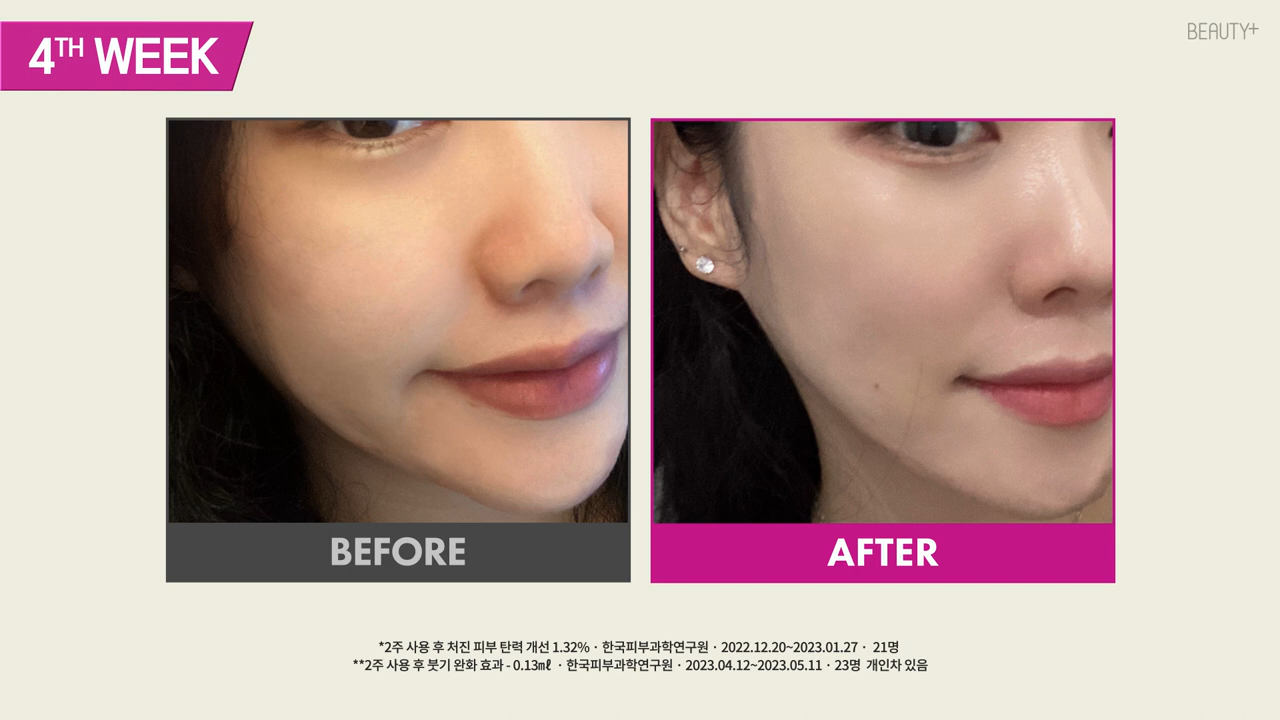 4TH WEEK
BEAUTY+
BEFORE
AFTER
*2주 사용 후 처진 피부 탄력 개선 1.32% · 한국피부과학연구원 · 2022.12.20~2023.01.27 · 21명
**2주 사용 후 붓기 완화 효과 - 0.13㎖ · 한국피부과학연구원 · 2023.04.12~2023.05.11 · 23명 개인차 있음